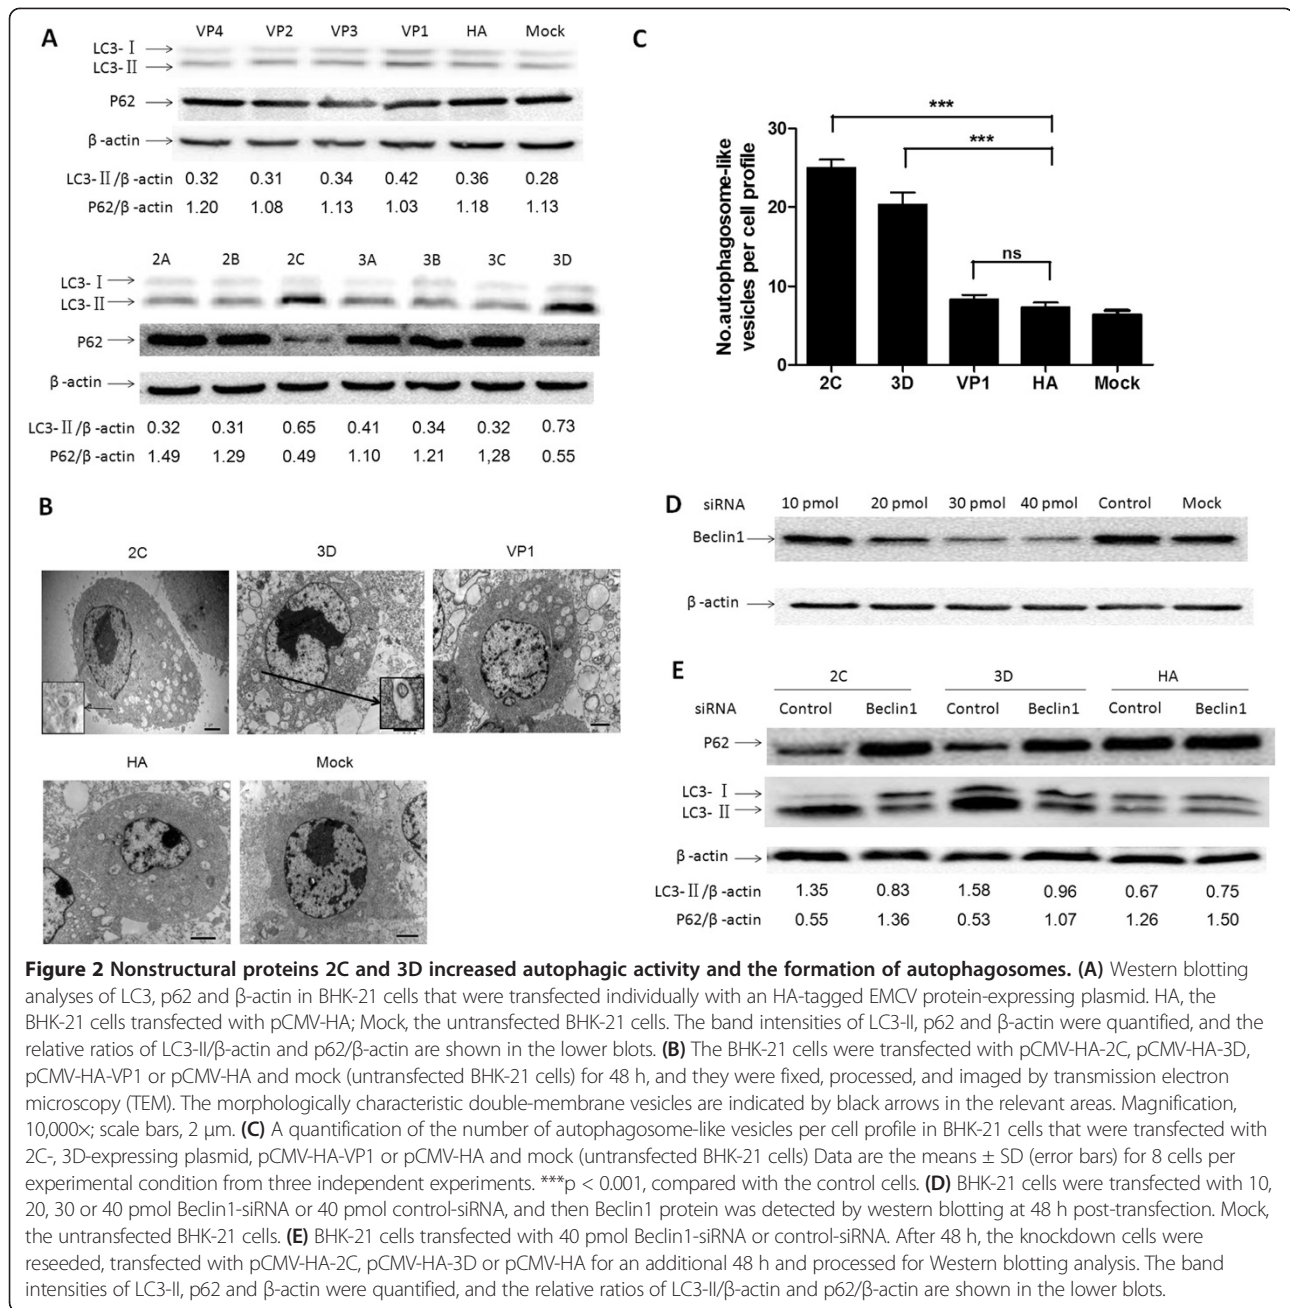 A
VP4 VP2 VP3 VP1 HA Mock
LC3- Ⅰ
LC3-Ⅱ
P62
β-actin
LC3-Ⅱ/β-actin 0.32 0.31 0.34 0.42 0.36 0.28
P62/β-actin 1.20 1.08 1.13 1.03 1.18 1.13
2A 2B 2C 3A 3B 3C 3D
LC3- Ⅰ
LC3-Ⅱ
P62
β-actin
LC3-Ⅱ/β-actin 0.32 0.31 0.65 0.41 0.34 0.32 0.73
P62/β-actin 1.49 1.29 0.49 1.10 1.21 1,28 0.55
C
***
***
ns
No.autophagosome-like
vesicles per cell profile
30
20
10
0
2C 3D VP1 HA Mock
B
2C 3D VP1
HA Mock
D
siRNA 10 pmol 20 pmol 30 pmol 40 pmol Control Mock
Beclin1
β-actin
E
2C 3D HA
siRNA Control Beclin1 Control Beclin1 Control Beclin1
P62
LC3- Ⅰ
LC3- Ⅱ
β-actin
LC3-Ⅱ/β-actin 1.35 0.83 1.58 0.96 0.67 0.75
P62/β-actin 0.55 1.36 0.53 1.07 1.26 1.50
Figure 2 Nonstructural proteins 2C and 3D increased autophagic activity and the formation of autophagosomes. (A) Western blotting
analyses of LC3, p62 and β-actin in BHK-21 cells that were transfected individually with an HA-tagged EMCV protein-expressing plasmid. HA, the
BHK-21 cells transfected with pCMV-HA; Mock, the untransfected BHK-21 cells. The band intensities of LC3-II, p62 and β-actin were quantified, and the
relative ratios of LC3-II/β-actin and p62/β-actin are shown in the lower blots. (B) The BHK-21 cells were transfected with pCMV-HA-2C, pCMV-HA-3D,
pCMV-HA-VP1 or pCMV-HA and mock (untransfected BHK-21 cells) for 48 h, and they were fixed, processed, and imaged by transmission electron
microscopy (TEM). The morphologically characteristic double-membrane vesicles are indicated by black arrows in the relevant areas. Magnification,
10,000×; scale bars, 2 μm. (C) A quantification of the number of autophagosome-like vesicles per cell profile in BHK-21 cells that were transfected with
2C-, 3D-expressing plasmid, pCMV-HA-VP1 or pCMV-HA and mock (untransfected BHK-21 cells) Data are the means ± SD (error bars) for 8 cells per
experimental condition from three independent experiments. ***p < 0.001, compared with the control cells. (D) BHK-21 cells were transfected with 10,
20, 30 or 40 pmol Beclin1-siRNA or 40 pmol control-siRNA, and then Beclin1 protein was detected by western blotting at 48 h post-transfection. Mock,
the untransfected BHK-21 cells. (E) BHK-21 cells transfected with 40 pmol Beclin1-siRNA or control-siRNA. After 48 h, the knockdown cells were
reseeded, transfected with pCMV-HA-2C, pCMV-HA-3D or pCMV-HA for an additional 48 h and processed for Western blotting analysis. The band
intensities of LC3-II, p62 and β-actin were quantified, and the relative ratios of LC3-II/β-actin and p62/β-actin are shown in the lower blots.